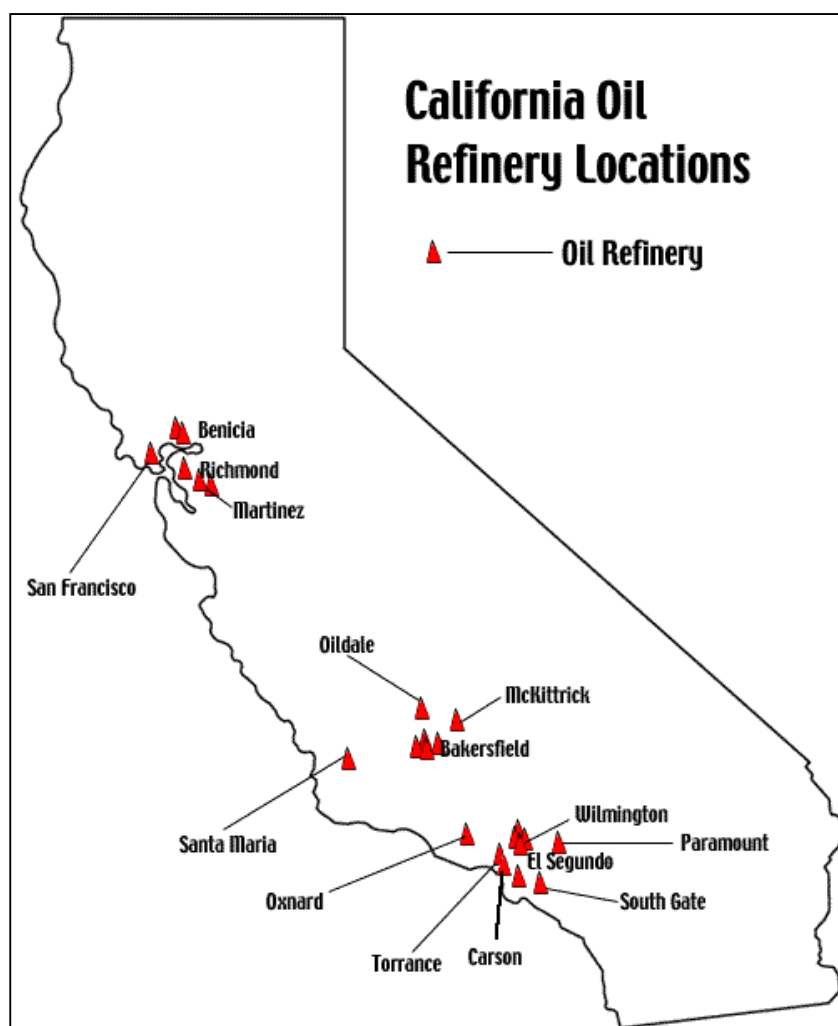 California Oil
Refinery Locations
Oil Refinery
Benicia
Richmond
Martinez
San Francisco
Oildale
McKittrick
Bakersfield
Santa Maria
Wilmington
Paramount
El Segundo
Oxnard
South Gate
Torrance
Carson